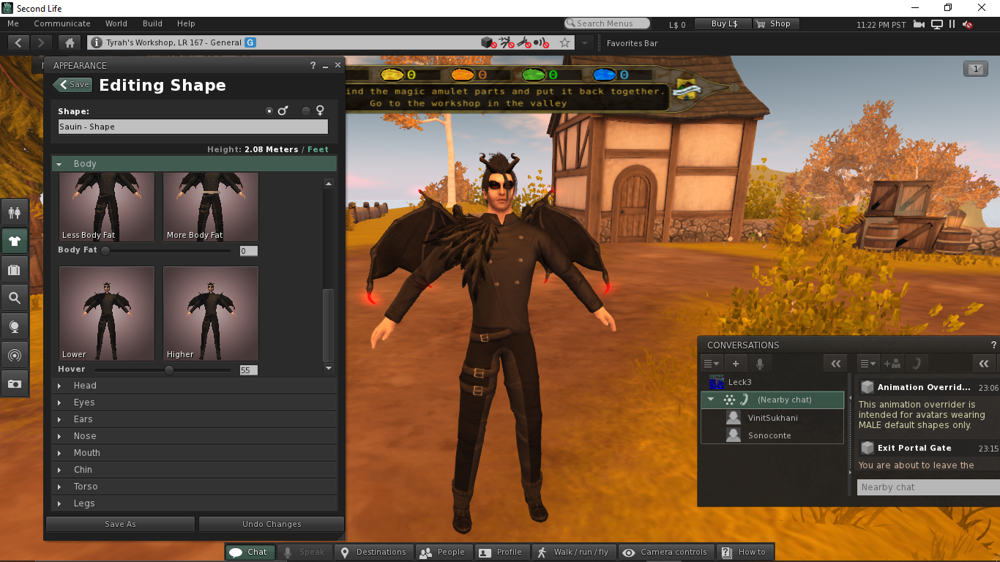 Second Life
Me Communicate World Build Help
Search Menus
L$ 0
Buy L$
Shop
11:22 PM PST
Tyrah's Workshop, LR 167 - General G
Favorites Bar
APPEARANCE
?
Save
Editing Shape
Shape:
Sauin - Shape
Height: 2.08 Meters / Feet
Body
Less Body Fat
More Body Fat
Body Fat
0
Lower
Higher
Hover
55
Head
Eyes
Ears
Nose
Mouth
Chin
Torso
Legs
Save As
Undo Changes
0 0 0 0
ind the magic amulet parts and put it back together.
Go to the workshop in the valley
1
CONVERSATIONS
?
Leck3
(Nearby chat)
VinitSukhani
Sonoconte
Animation Overrid... 23:06
This animation overrider is
intended for avatars wearing
MALE default shapes only.
Exit Portal Gate 23:15
You are about to leave the
Nearby chat
Chat
Speak
Destinations
People
Profile
Walk / run / fly
Camera controls
How to